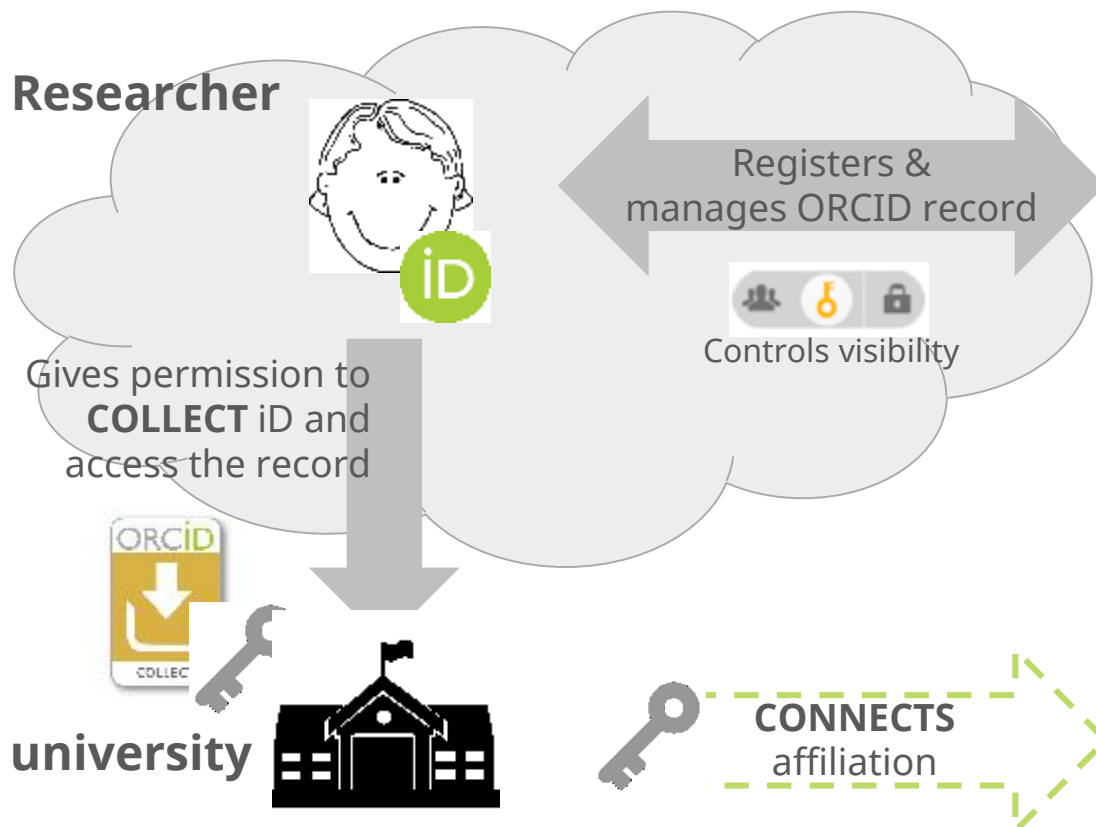 Researcher
iD
Registers &
manages ORCID record
Controls visibility
Gives permission to
COLLECT iD and
access the record
ORCiD
university
CONNECTS
affiliation